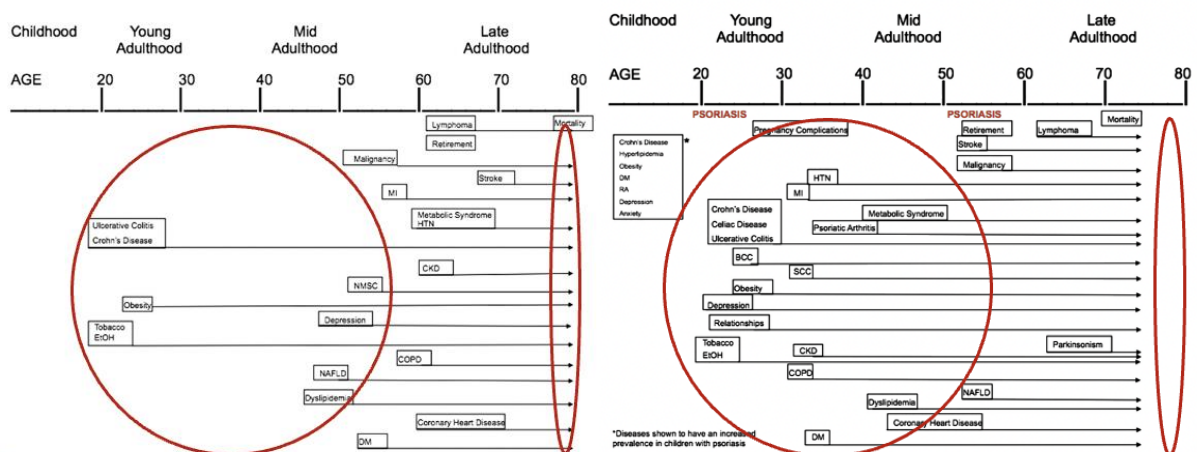 Childhood
Young
Adulthood
Mid
Adulthood
Late
Adulthood
AGE
20 30 40 50 60 70 80
Lymphoma
Mortality
Retirement
Malignancy
Stroke
MI
Metabolic Syndrome
HTN
Ulcerative Colitis
Crohn's Disease
CKD
NMSC
Obesity
Depression
Tobacco
EtOH
COPD
NAFLD
Dyslipidemia
Coronary Heart Disease
DM
Childhood
Young
Adulthood
Mid
Adulthood
Late
Adulthood
AGE
20 30 40 50 60 70 80
PSORIASIS
PSORIASIS
Mortality
Pregnancy Complications
Retirement
Lymphoma
Crohn's Disease
Hyperlipidemia
Obesity
DM
RA
Depression
Anxiety
*
Stroke
Malignancy
HTN
MI
Crohn's Disease
Celiac Disease
Ulcerative Colitis
Metabolic Syndrome
Psoriatic Arthritis
BCC
SCC
Obesity
Depression
Relationships
Tobacco
EtOH
CKD
Parkinsonism
COPD
NAFLD
Dyslipidemia
Coronary Heart Disease
DM
*Diseases shown to have an increased
prevalence in children with psoriasis